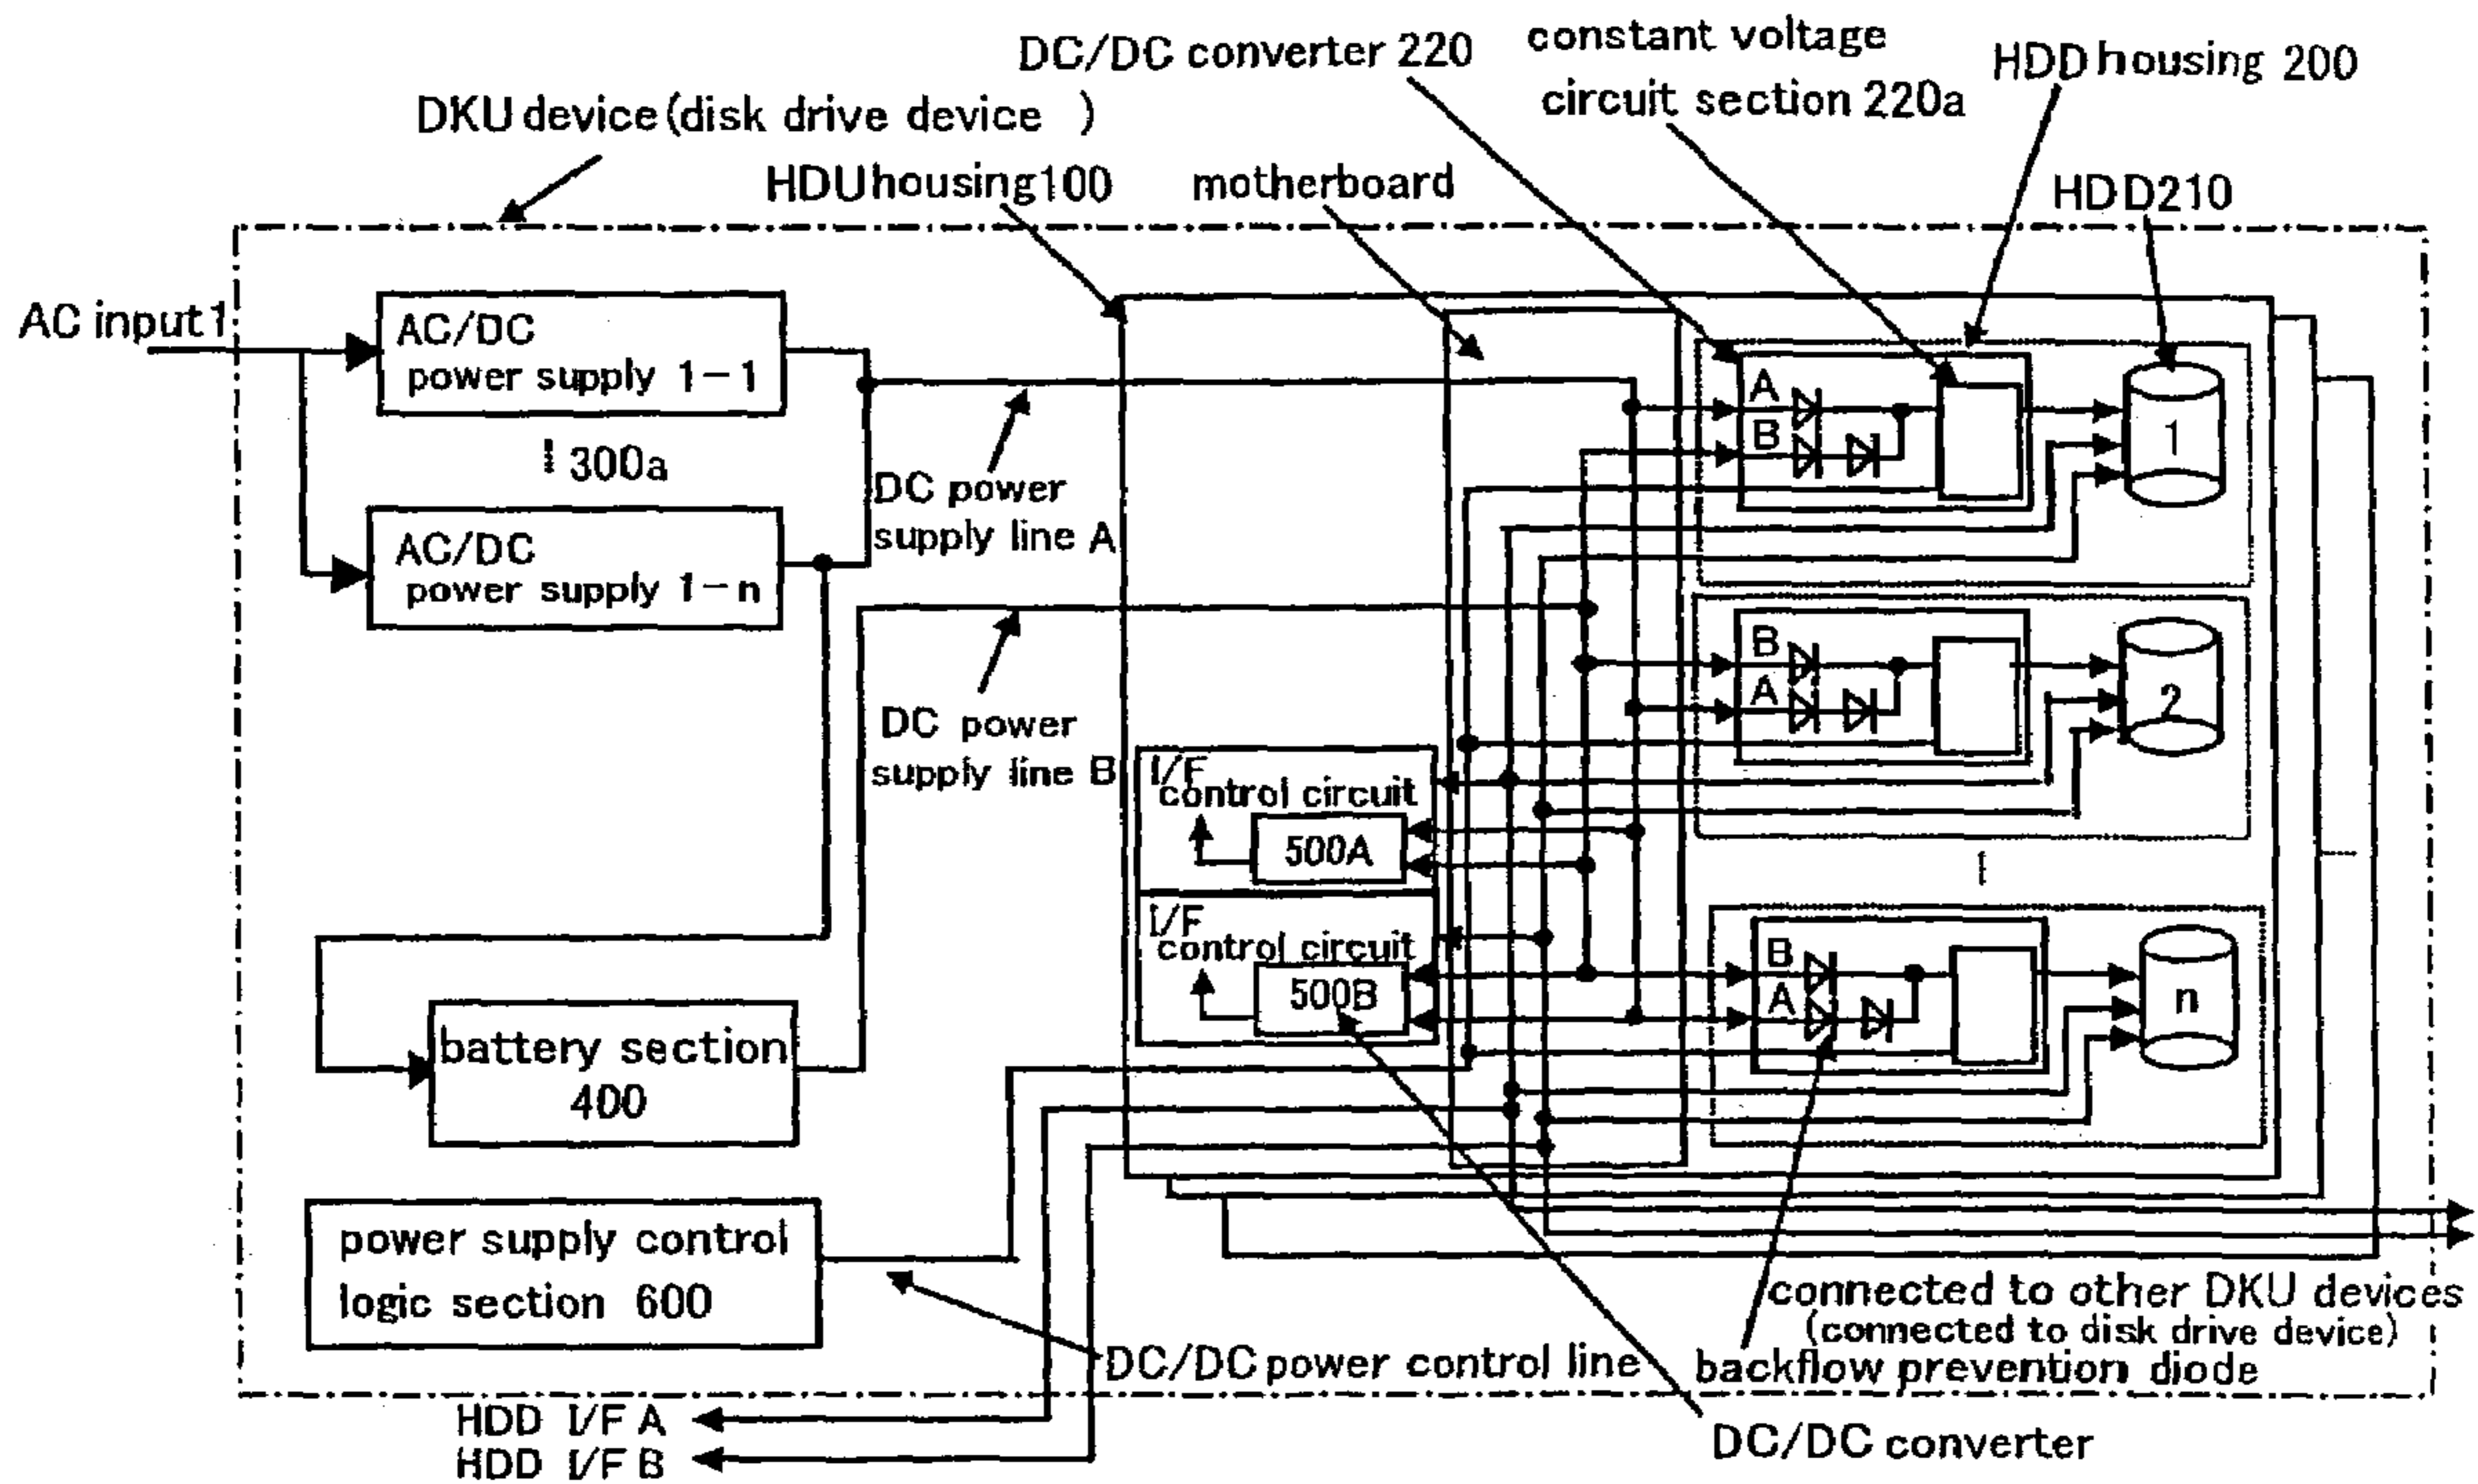 DC/DC converter 220
constant voltage
circuit section 220a
HDD housing 200
DKU device (disk drive device )
HDU housing 100
motherboard
HDD210
AC input1
AC/DC
power supply 1-1
300a
AC/DC
power supply 1-n
DC power
supply line A
DC power
supply line B
A
B
1
B
A
2
I/F
control circuit
500A
I/F
control circuit
500B
B
A
n
battery section
400
power supply control
logic section 600
connected to other DKU devices
(connected to disk drive device)
backflow prevention diode
DC/DC power control line
DC/DC converter
HDD I/F A
HDD I/F B